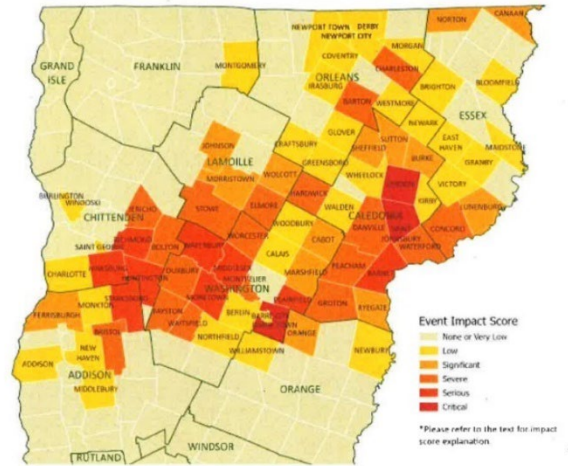 NORTON
CANAAN
NEWPORT TOWN DERBY
NEWPORT CITY
MORGAN
COVENTRY
CHARLESTON
GRAND
ISLE
FRANKLIN
MONTGOMERY
ORLEANS
IRASBURG
BRIGHTON
BLOOMFIELD
BARTON
WESTMORE
ESSEX
NEWARK
GLOVER
SUTTON
EAST
HAVEN
MAIDSTONE
JOHNSON
CRAFTSBURY
SHEFFIELD
BURKE
GRANBY
LAMOILLE
GREENSBORO
WHEELOCK
MORRISTOWN
WOLCOTT
VICTORY
HARDWICK
LYNDON
KIRBY
BURLINGTON
WINOOSKI
STOWE
ELMORE
WALDEN
LUNENBURG
JERICHO
CHITTENDEN
CALEDONIA
WOODBURY
DANVILLE
SAINT
JOHNSBURY
CONCORD
WORCESTER
RICHMOND
SAINT GEORGE
BOLTON
WATERBURY
CABOT
WATERFORD
CALAIS
CHARLOTTE
HINESBURG
HUNTINGTON
DUXBURY
MIDDLESEX
MONTPELIER
MARSHFIELD
PEACHAM
BARNET
WASHINGTON
MONKTON
STARKSBORO
MORETOWN
PLAINFIELD
GROTON
RYEGATE
FERRISBURGH
FAYSTON
BERLIN
WAITSFIELD
BRISTOL
ORANGE
NORTHFIELD
WILLIAMSTOWN
NEWBURY
NEW
HAVEN
ADDISON
ADDISON
MIDDLEBURY
ORANGE
WINDSOR
RUTLAND
Event Impact Score
None or Very Low
Low
Significant
Severe
Serious
Critical
*Please refer to the text for impact
score explanation.